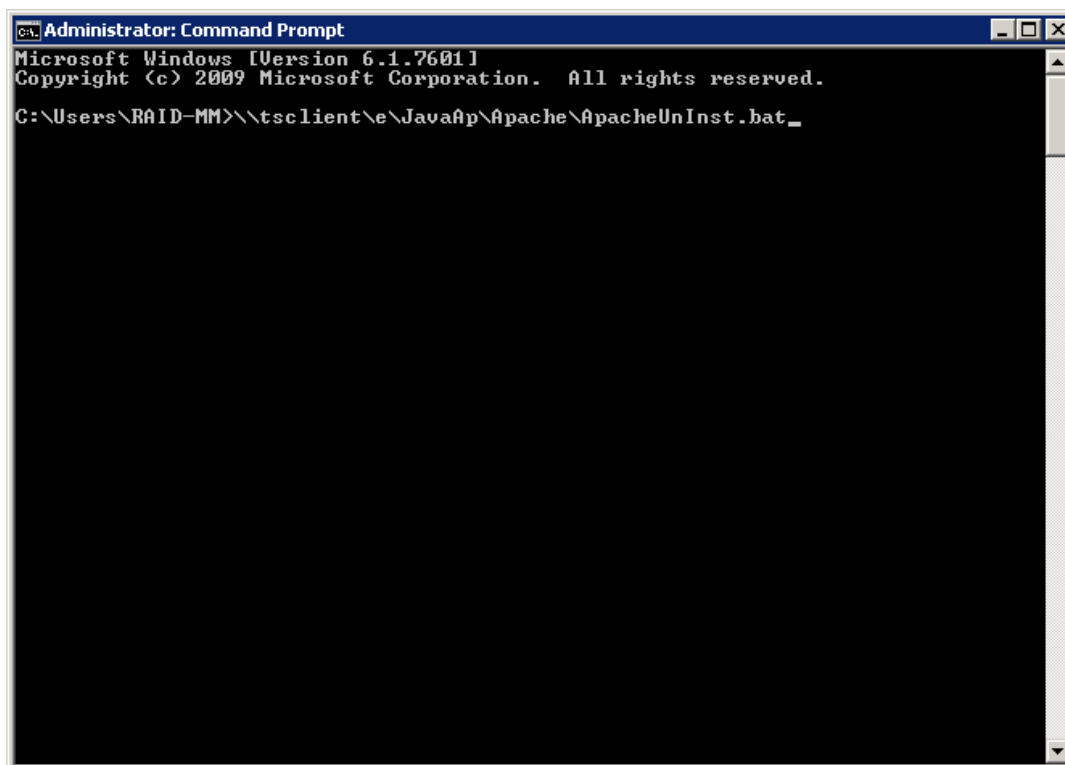 Administrator: Command Prompt
Microsoft Windows [Version 6.1.7601]
Copyright (c) 2009 Microsoft Corporation.  All rights reserved.
C:\Users\RAID-MM>\\tsclient\e\JavaAp\Apache\ApacheUnInst.bat_